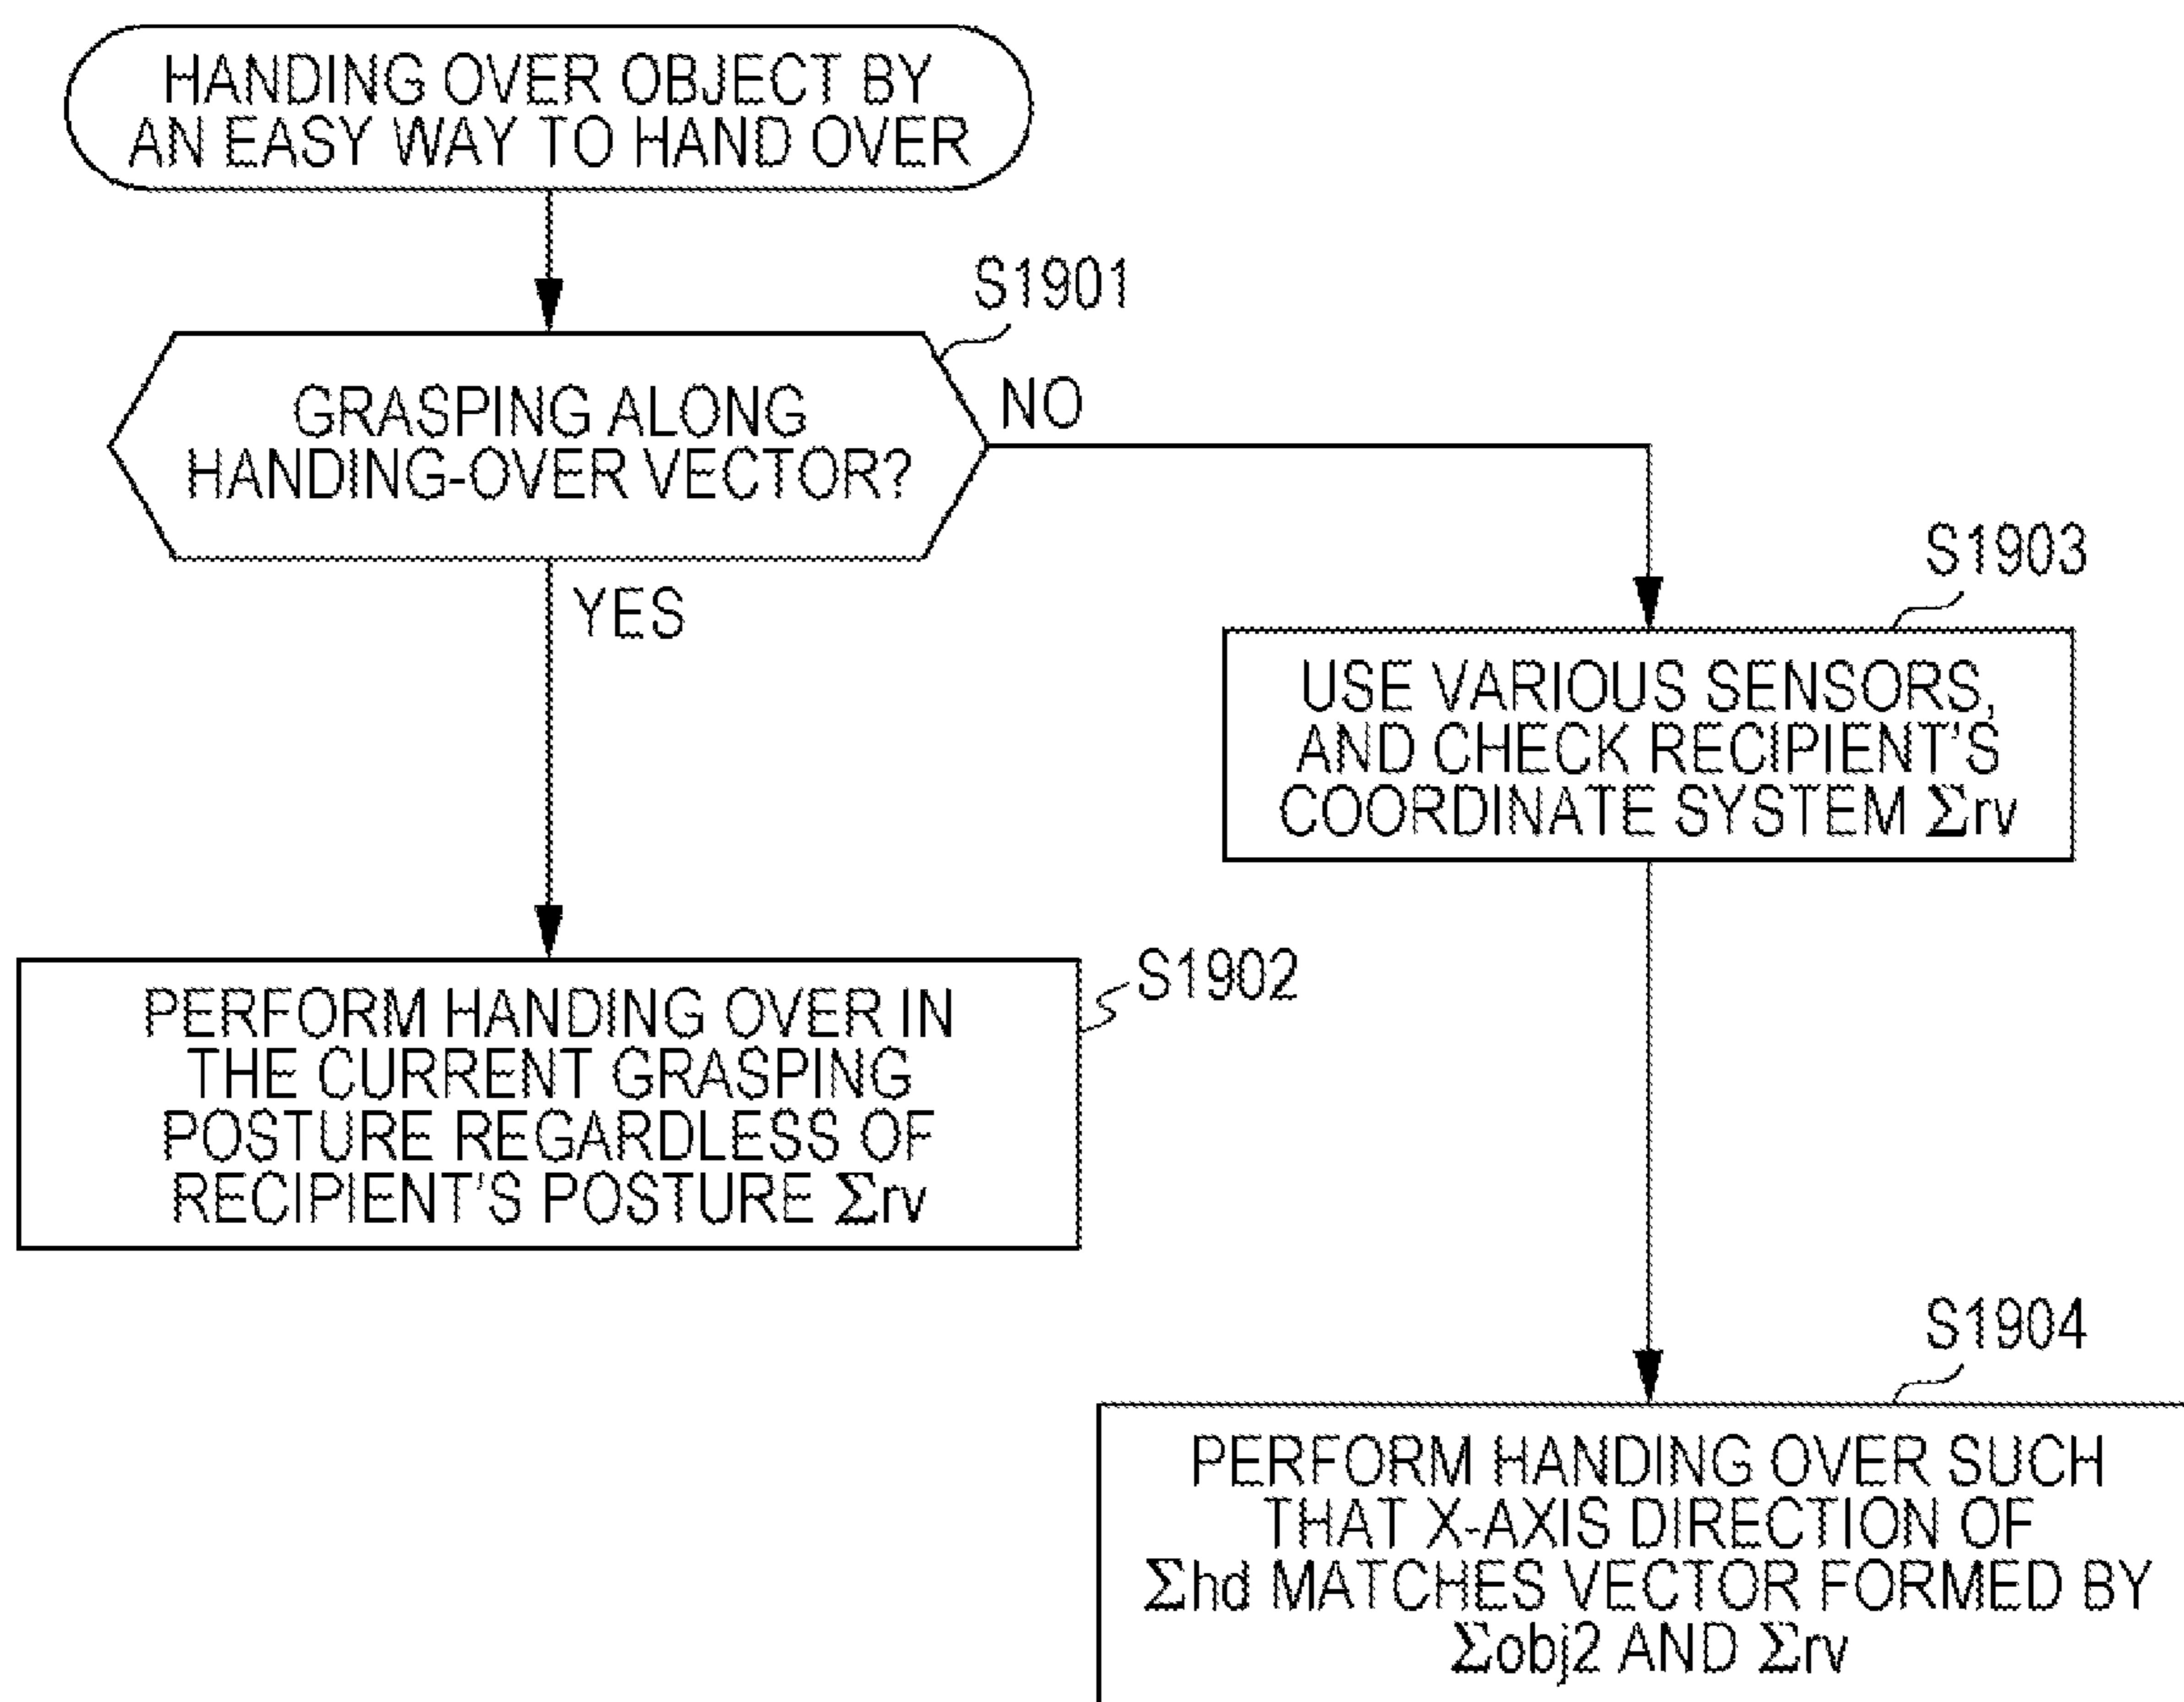 HANDING OVER OBJECT BY
AN EASY WAY TO HAND OVER
S1901
GRASPING ALONG
HANDING-OVER VECTOR?
NO
YES
S1903
USE VARIOUS SENSORS,
AND CHECK RECIPIENT'S
COORDINATE SYSTEM Σrv
S1902
PERFORM HANDING OVER IN
THE CURRENT GRASPING
POSTURE REGARDLESS OF
RECIPIENT'S POSTURE Σrv
S1904
PERFORM HANDING OVER SUCH
THAT X-AXIS DIRECTION OF
Σhd MATCHES VECTOR FORMED BY
Σobj2 AND Σrv